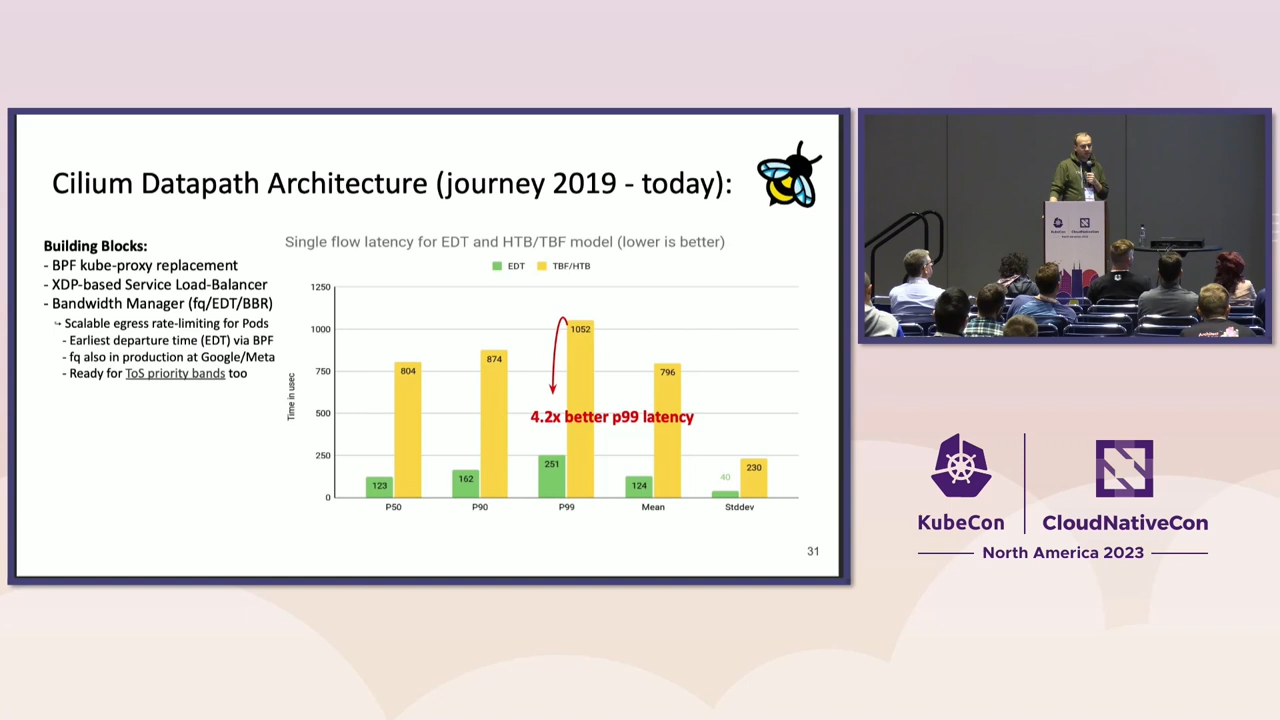 Cilium Datapath Architecture (journey 2019 - today):
Building Blocks:
- BPF kube-proxy replacement
- XDP-based Service Load-Balancer
- Bandwidth Manager (fq/EDT/BBR)
↪ Scalable egress rate-limiting for Pods
- Earliest departure time (EDT) via BPF
- fq also in production at Google/Meta
- Ready for ToS priority bands too
Single flow latency for EDT and HTB/TBF model (lower is better)
EDT TBF/HTB
Time in usec
1250
1000
750
500
250
0
123 804
162 874
251 1052
124 796
40 230
4.2x better p99 latency
P50 P90 P99 Mean Stddev
31
KubeCon CloudNativeCon
KubeCon
CloudNativeCon
North America 2023